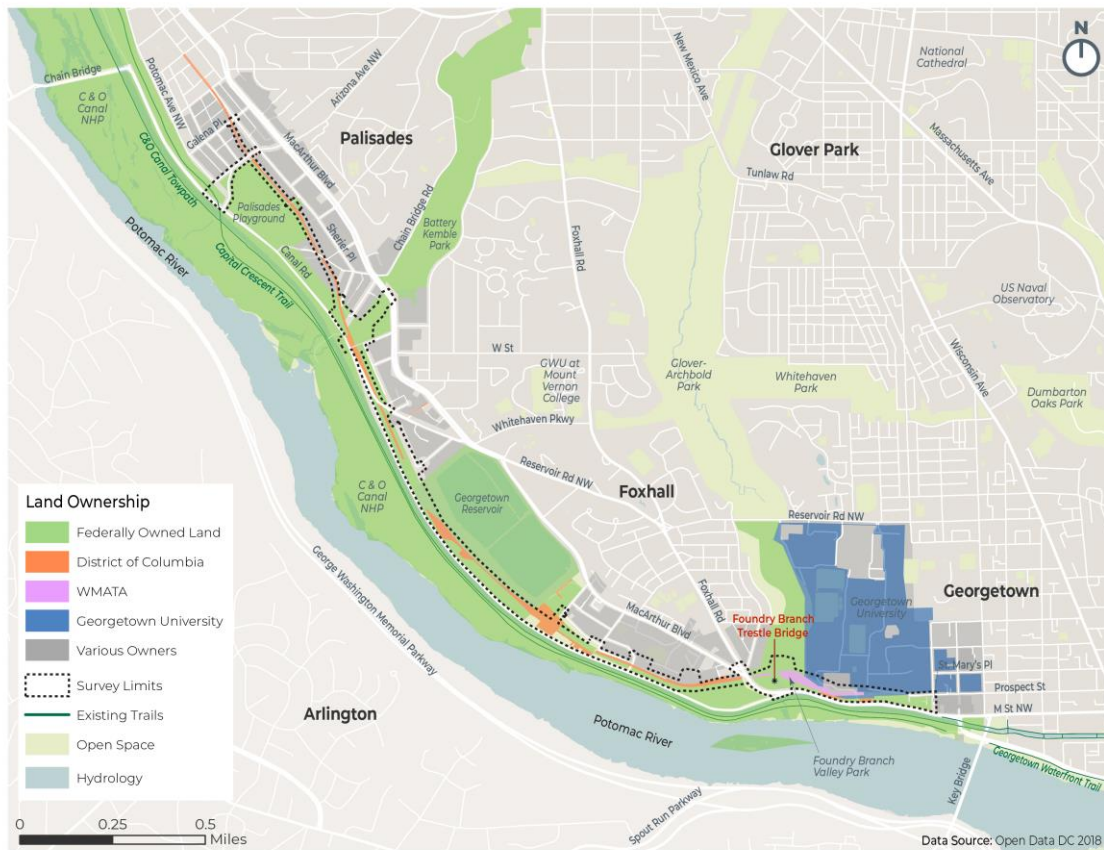 N
National
Cathedral
New Mexico Ave
Massachusetts Ave
Chain Bridge
Potomac Ave NW
Arizona Ave NW
C & O
Canal
NHP
Palisades
Glover Park
Galena Pl
MacArthur Blvd
C&O Canal Towpath
Tunlaw Rd
Palisades
Playground
Sherier Pl
Chain Bridge Rd
Battery
Kemble
Park
Potomac River
Foxhall Rd
Canal Rd
Capital Crescent Trail
US Naval
Observatory
W St
GWU at
Mount
Vernon
College
Glover-
Archbold
Park
Whitehaven
Park
Wisconsin Ave
Dumbarton
Oaks Park
Whitehaven Pkwy
Reservoir Rd NW
C & O
Canal
NHP
Georgetown
Reservoir
Foxhall
Reservoir Rd NW
George Washington Memorial Parkway
Georgetown
Georgetown
University
MacArthur Blvd
Foxhall Rd
Foundry Branch
Trestle Bridge
St. Mary's Pl
Prospect St
M St NW
Arlington
Potomac River
Foundry Branch
Valley Park
Key Bridge
Georgetown Waterfront Trail
Spout Run Parkway
Land Ownership
Federally Owned Land
District of Columbia
WMATA
Georgetown University
Various Owners
Survey Limits
Existing Trails
Open Space
Hydrology
0 0.25 0.5
Miles
Data Source: Open Data DC 2018